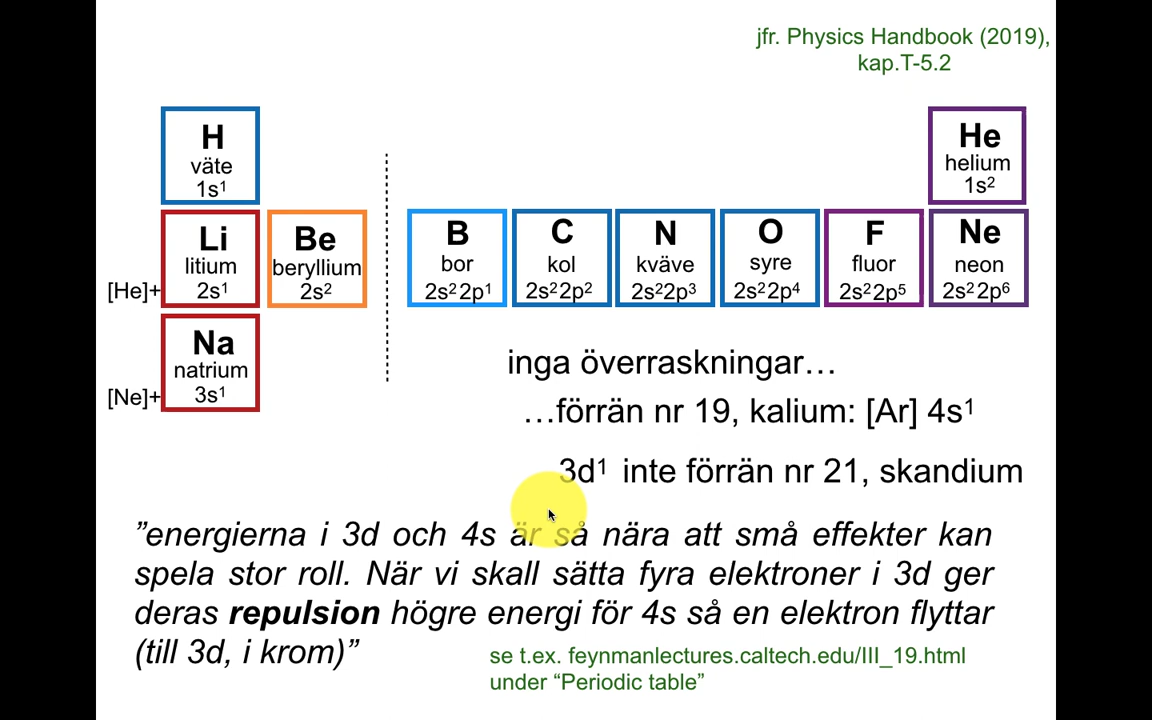 jfr. Physics Handbook (2019),
kap.T-5.2
H
väte
1s¹
He
helium
1s²
[He]+
Li
litium
2s¹
Be
beryllium
2s²
B
bor
2s²2p¹
C
kol
2s²2p²
N
kväve
2s²2p³
O
syre
2s²2p⁴
F
fluor
2s²2p⁵
Ne
neon
2s²2p⁶
[Ne]+
Na
natrium
3s¹
inga överraskningar…
…förrän nr 19, kalium: [Ar] 4s¹
3d¹ inte förrän nr 21, skandium
”energierna i 3d och 4s är så nära att små effekter kan
spela stor roll. När vi skall sätta fyra elektroner i 3d ger
deras repulsion högre energi för 4s så en elektron flyttar
(till 3d, i krom)”
se t.ex. feynmanlectures.caltech.edu/III_19.html
under “Periodic table”